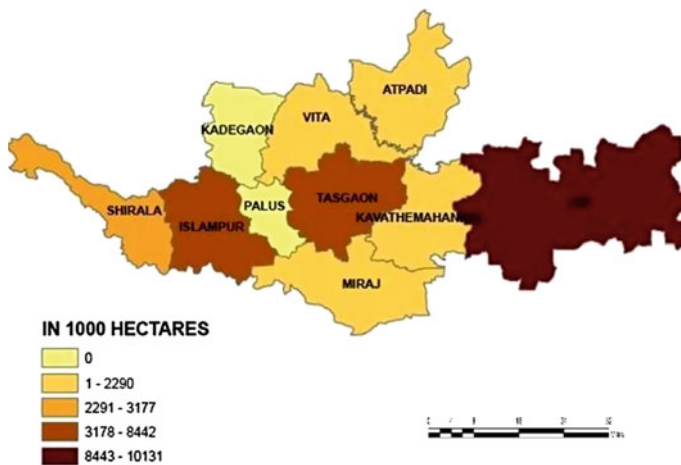 ATPADI
VITA
KADEGAON
TASGAON
PALUS
SHIRALA
ISLAMPUR
KAVATHEMAHAN
MIRAJ
IN 1000 HECTARES
0
1 - 2290
2291 - 3177
3178 - 8442
8443 - 10131